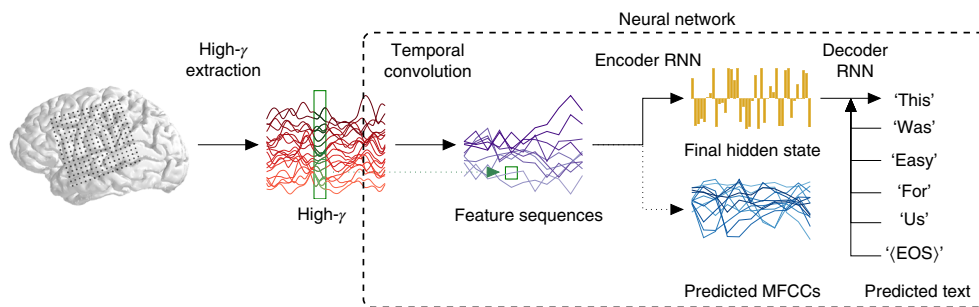 Neural network
High-γ
extraction
Temporal
convolution
Encoder RNN
Decoder
RNN
High-γ
Feature sequences
Final hidden state
Predicted MFCCs
'This'
'Was'
'Easy'
'For'
'Us'
'⟨EOS⟩'
Predicted text